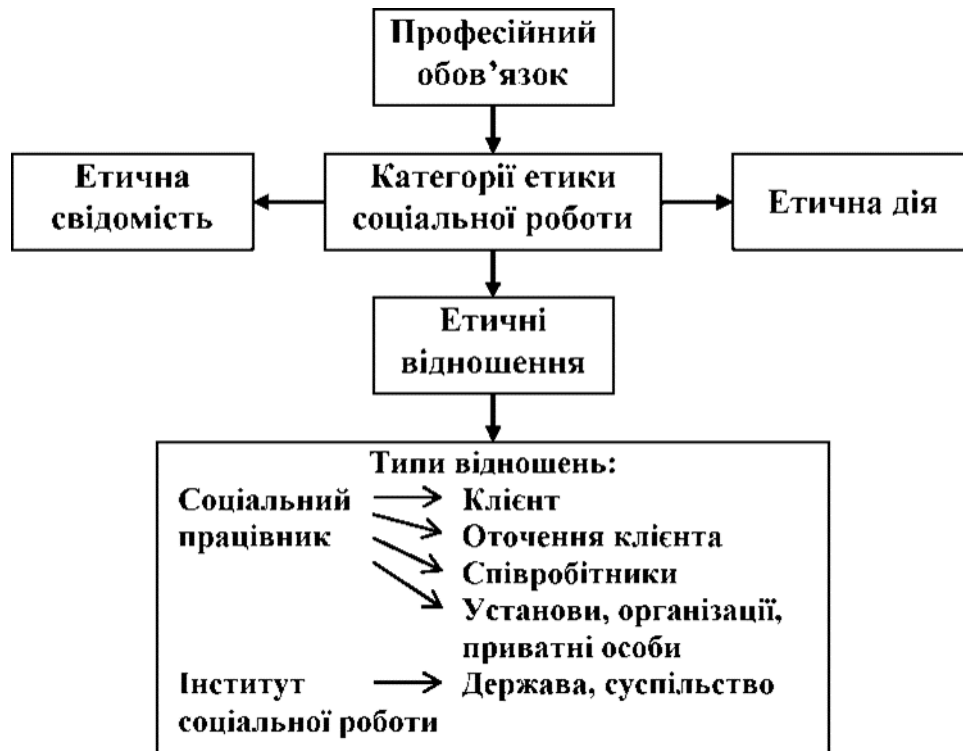 Професійний
обов’язок
Етична
свідомість
Категорії етики
соціальної роботи
Етична дія
Етичні
відношення
Типи відношень:
Соціальний
працівник
Клієнт
Оточення клієнта
Співробітники
Установи, організації,
приватні особи
Інститут
соціальної роботи
Держава, суспільство